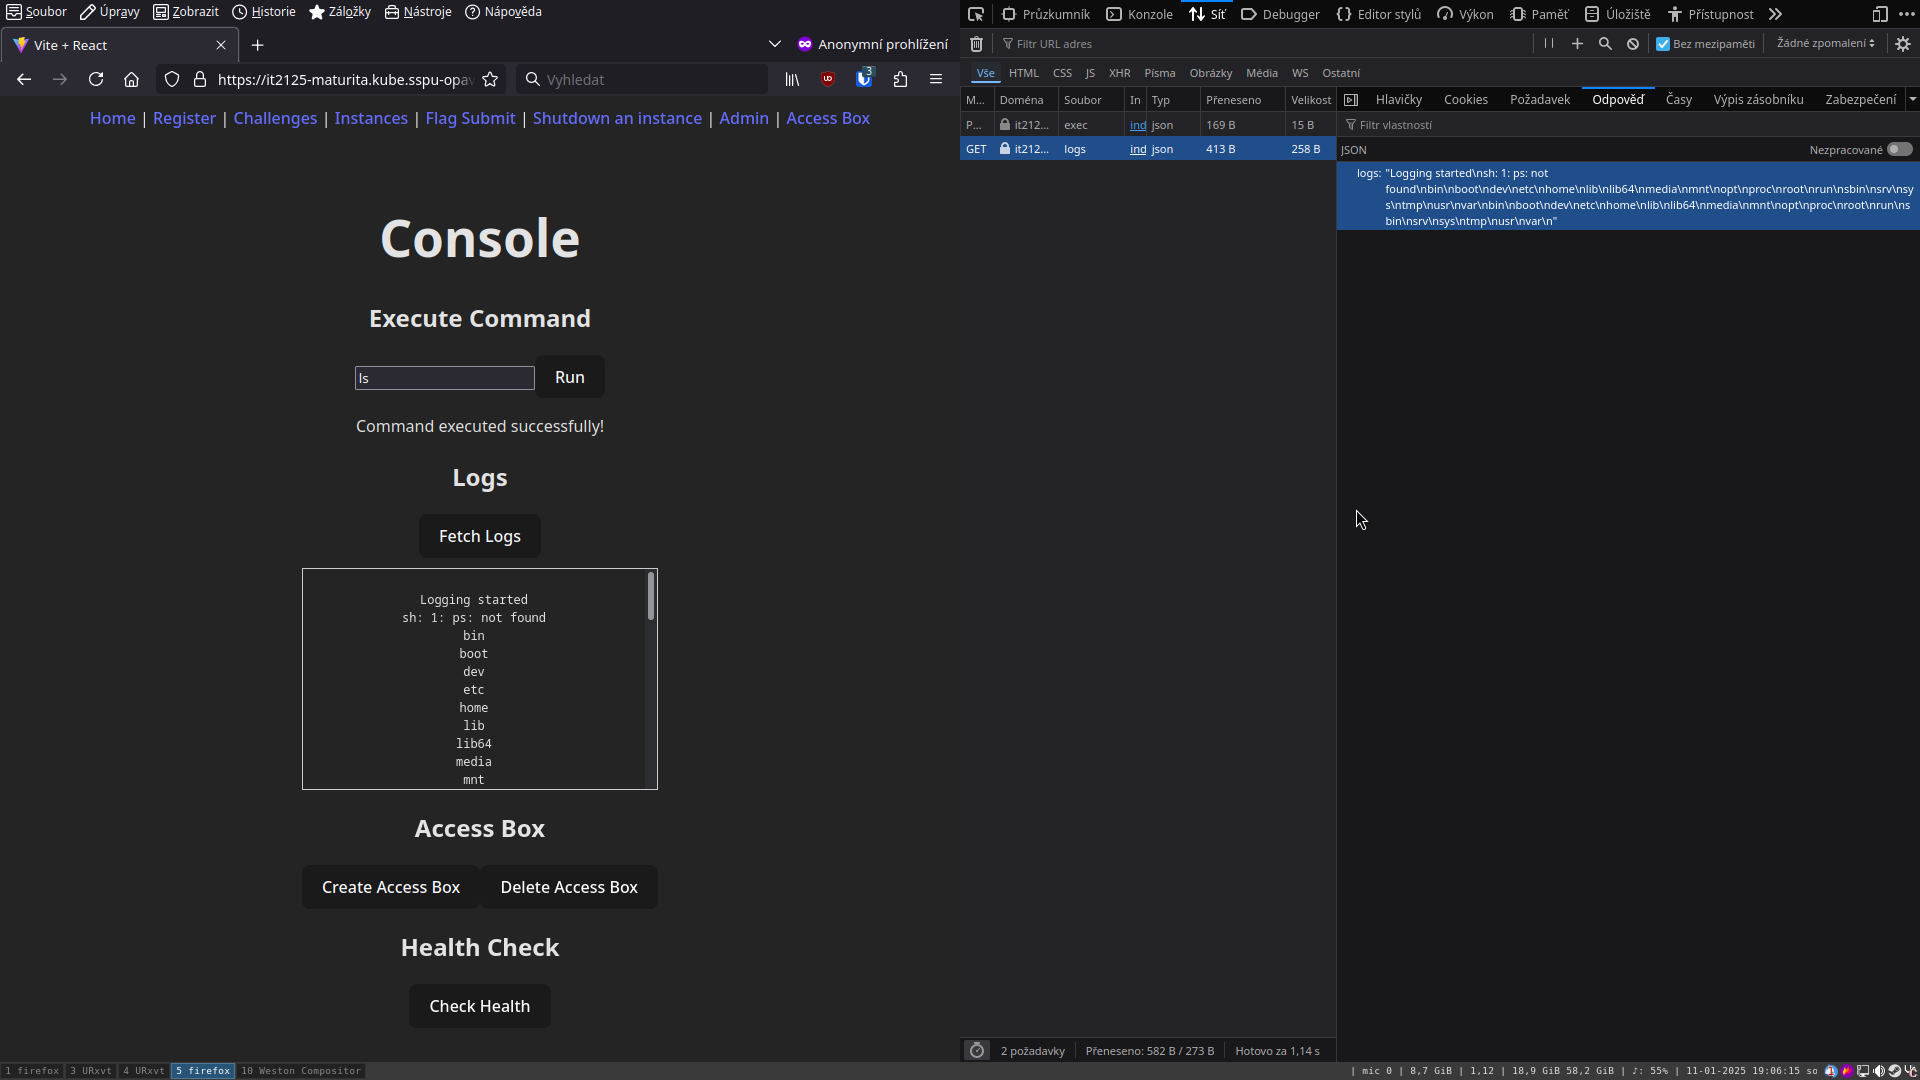 Soubor Úpravy Zobrazit Historie Záložky Nástroje Nápověda
Vite + React
Anonymní prohlížení
https://it2125-maturita.kube.sspu-opav
Vyhledat
3
Home | Register | Challenges | Instances | Flag Submit | Shutdown an instance | Admin | Access Box
Console
Execute Command
ls
Run
Command executed successfully!
Logs
Fetch Logs
Logging started
sh: 1: ps: not found
bin
boot
dev
etc
home
lib
lib64
media
mnt
Access Box
Create Access Box
Delete Access Box
Health Check
Check Health
Průzkumník Konzole Síť Debugger Editor stylů Výkon Paměť Úložiště Přístupnost
Filtr URL adres
Bez mezipaměti
Žádné zpomalení
Vše HTML CSS JS XHR Písma Obrázky Média WS Ostatní
M... Doména Soubor In Typ Přeneseno Velikost
P... it212... exec ind json 169 B 15 B
GET it212... logs ind json 413 B 258 B
Hlavičky Cookies Požadavek Odpověď Časy Výpis zásobníku Zabezpečení
Filtr vlastností
JSON
Nezpracované
logs: "Logging started\nsh: 1: ps: not
found\nbin\nboot\ndev\netc\nhome\nlib\nlib64\nmedia\nmnt\nopt\nproc\nroot\nrun\nsbin\nsrv\nsy
s\ntmp\nusr\nvar\nbin\nboot\ndev\netc\nhome\nlib\nlib64\nmedia\nmnt\nopt\nproc\nroot\nrun\ns
bin\nsrv\nsys\ntmp\nusr\nvar\n"
2 požadavky
Přeneseno: 582 B / 273 B
Hotovo za 1,14 s
1 firefox 3 URxvt 4 URxvt 5 firefox 10 Weston Compositor
| mic 0 | 8,7 GiB | 1,12 | 18,9 GiB 58,2 GiB | ♪: 55% | 11-01-2025 19:06:15 so